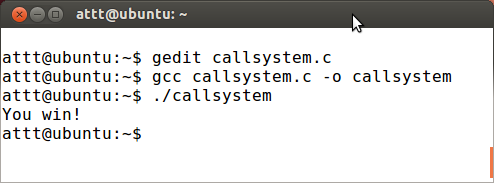 attt@ubuntu: ~
attt@ubuntu:~$ gedit callsystem.c
attt@ubuntu:~$ gcc callsystem.c -o callsystem
attt@ubuntu:~$ ./callsystem
You win!
attt@ubuntu:~$